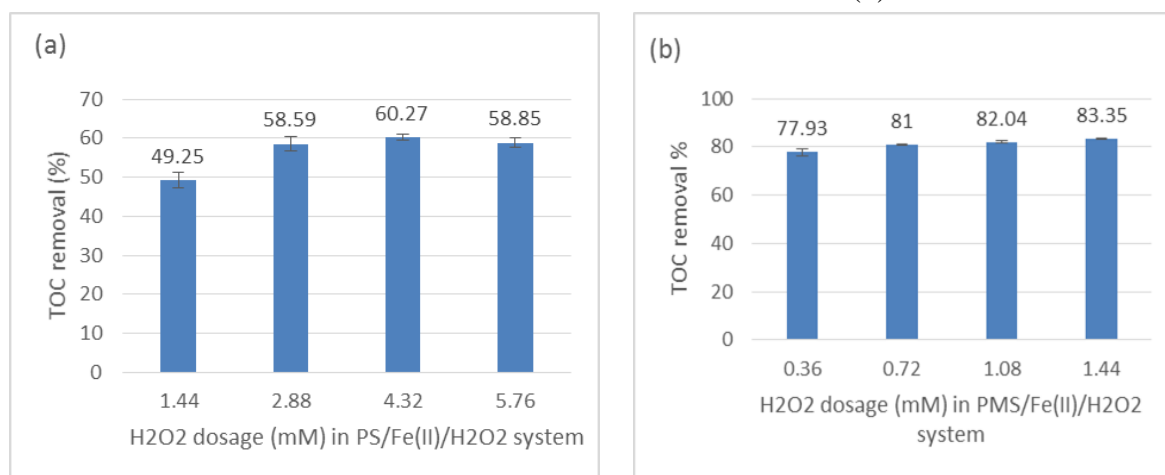 (a)
70
60
50
40
30
20
10
0
TOC removal (%)
49.25
58.59
60.27
58.85
1.44 2.88 4.32 5.76
H2O2 dosage (mM) in PS/Fe(II)/H2O2 system
(b)
100
80
60
40
20
0
TOC removal %
77.93
81
82.04
83.35
0.36 0.72 1.08 1.44
H2O2 dosage (mM) in PMS/Fe(II)/H2O2
system